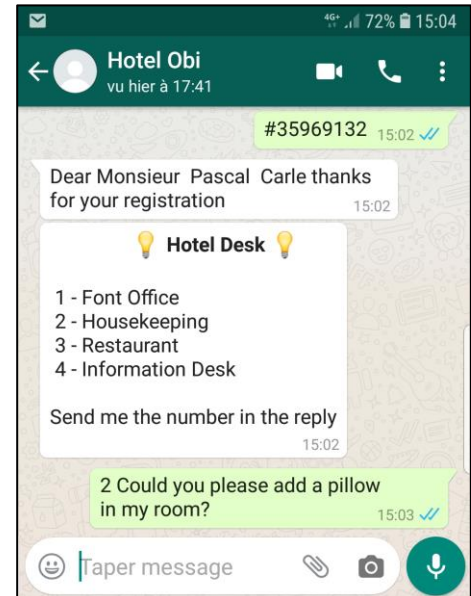 4G+ 72% 15:04
Hotel Obi
vu hier à 17:41
#35969132 15:02
Dear Monsieur Pascal Carle thanks
for your registration
15:02
💡 Hotel Desk 💡
1 - Font Office
2 - Housekeeping
3 - Restaurant
4 - Information Desk
Send me the number in the reply
15:02
2 Could you please add a pillow
in my room?
15:03
Taper message